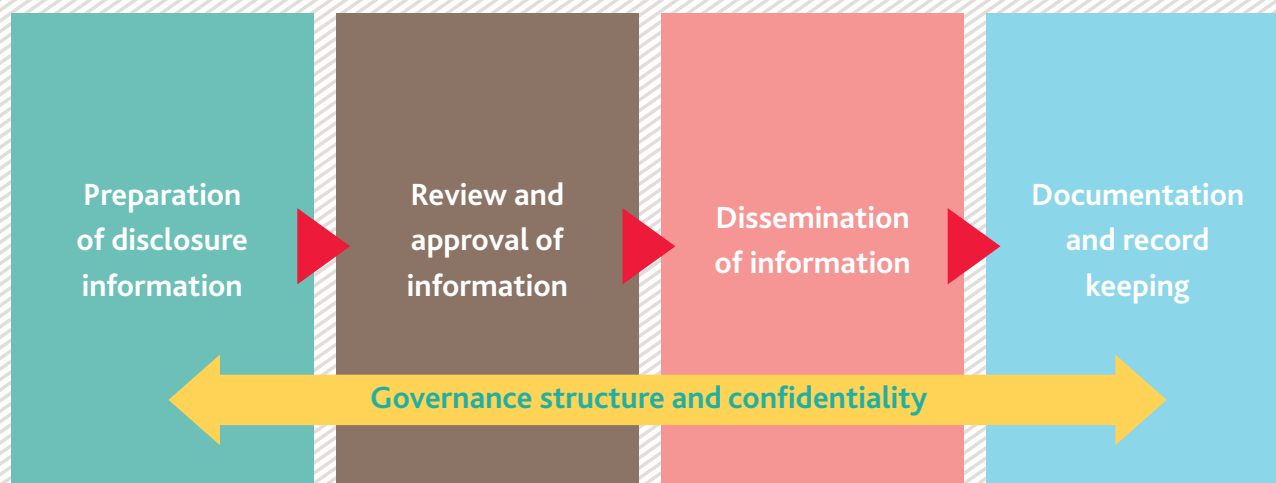 Preparation
of disclosure
information
Review and
approval of
information
Dissemination
of information
Documentation
and record
keeping
Governance structure and confidentiality